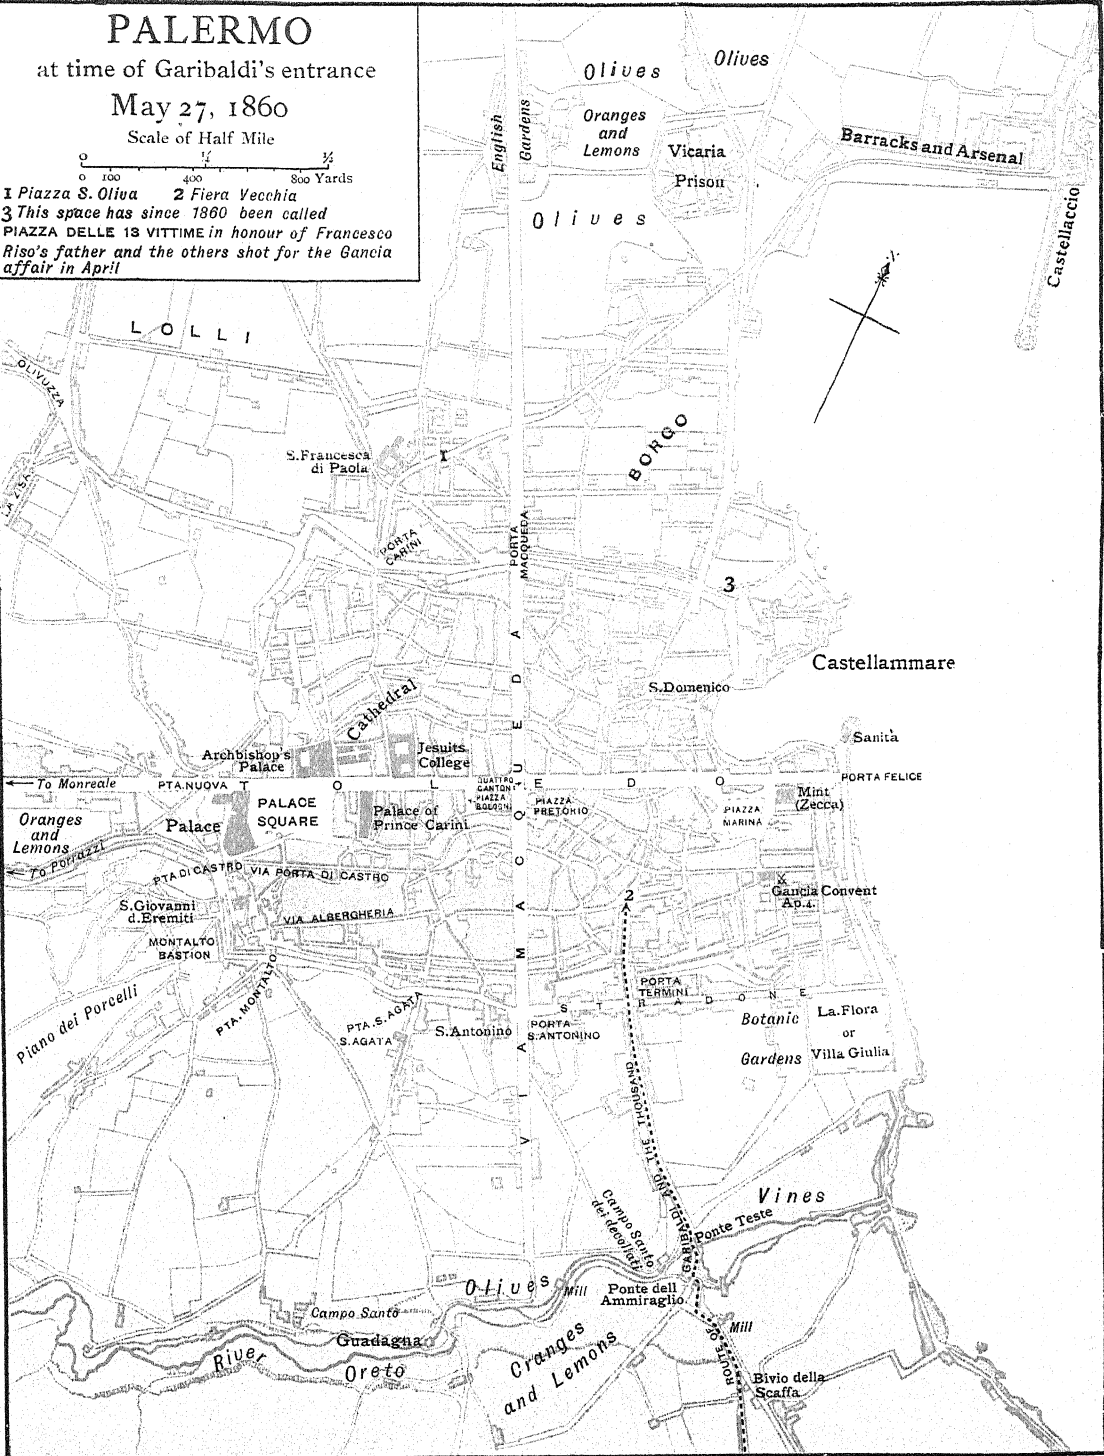 PALERMO
at time of Garibaldi's entrance
May 27, 1860
Scale of Half Mile
0 ¼ ½
0 100 400 800 Yards
1 Piazza S. Oliva 2 Fiera Vecchia
3 This space has since 1860 been called
PIAZZA DELLE 13 VITTIME in honour of Francesco
Riso's father and the others shot for the Gancia
affair in April
English Gardens
Olives
Olives
Oranges
and
Lemons
Vicaria
Prison
Olives
Barracks and Arsenal
Castellaccio
LOLLI
OLIVUZZA
LA ZISA
S.Francesca
di Paola
1
BORGO
PORTA
CARINI
PORTA
MACQUEDA
3
Castellammare
S.Domenico
Cathedral
Archbishop's
Palace
Jesuits
College
Sanità
To Monreale
PTA.NUOVA
TOLEDO
QUATTRO
CANTONI
PIAZZA
BOLOGNI
PIAZZA
PRETORIO
PORTA FELICE
Mint
(Zecca)
PIAZZA
MARINA
Oranges
and
Lemons
To Porrazzi
Palace
PALACE
SQUARE
Palace of
Prince Carini
PTA DI CASTRO
VIA PORTA DI CASTRO
Gancia Convent
Ap.4.
2
S.Giovanni
d.Eremiti
VIA ALBERGHERIA
MONTALTO
BASTION
PTA. MONTALTO
Piano dei Porcelli
PTA.S.AGATA
S.AGATA
S.Antonino
PORTA
S.ANTONINO
PORTA
TERMINI
STRADONE
VIA MACQUEDA
Botanic
Gardens
La.Flora
or
Villa Giulia
ROUTE OF GARIBALDI AND THE THOUSAND
Campo Santo
dei decollati
Vines
Ponte Teste
Olives
Mill
Ponte dell
Ammiraglio
Campo Santo
Guadagna
River
Oreto
Cranges
and Lemons
Mill
Bivio della
Scaffa